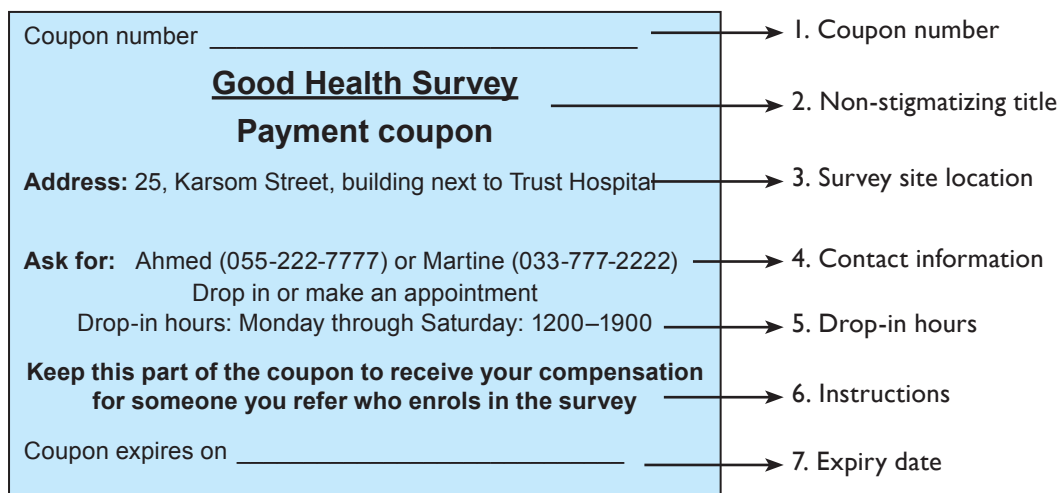 Coupon number
1. Coupon number
Good Health Survey
2. Non-stigmatizing title
Payment coupon
Address: 25, Karsom Street, building next to Trust Hospital
3. Survey site location
Ask for: Ahmed (055-222-7777) or Martine (033-777-2222)
4. Contact information
Drop in or make an appointment
Drop-in hours: Monday through Saturday: 1200–1900
5. Drop-in hours
Keep this part of the coupon to receive your compensation
for someone you refer who enrols in the survey
6. Instructions
Coupon expires on
7. Expiry date